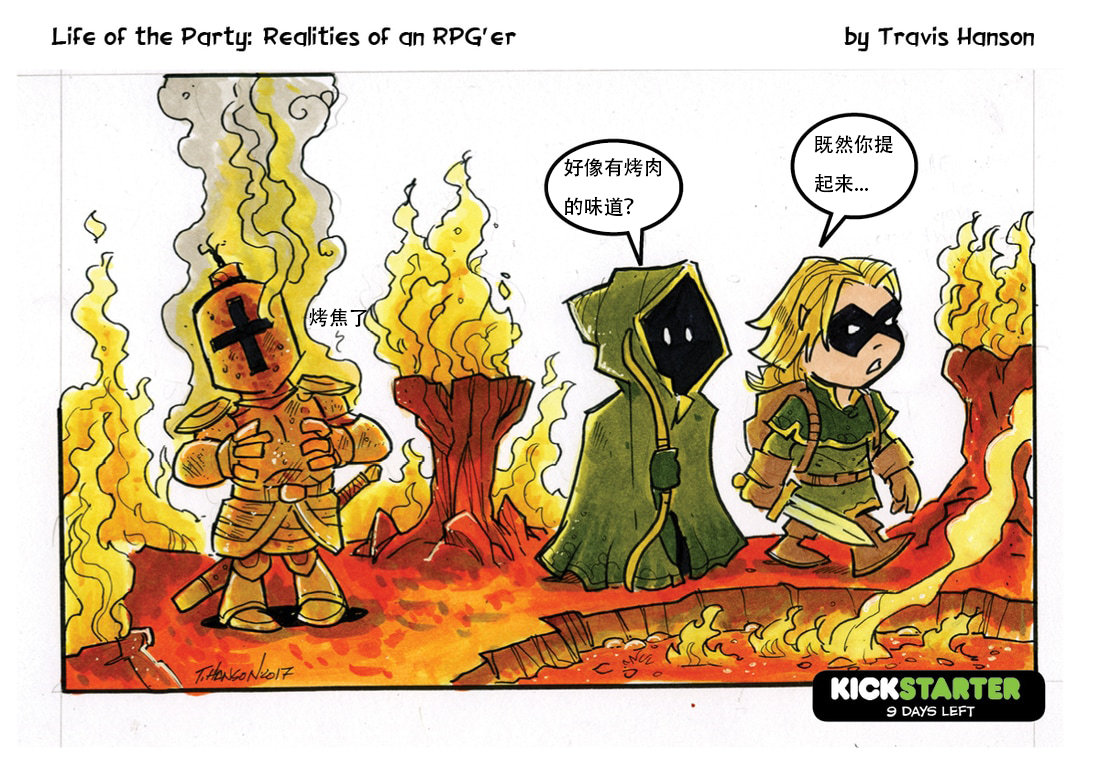 Life of the Party: Realities of an RPG'er
by Travis Hanson
好像有烤肉
的味道?
既然你提
起来...
烤焦了
T. HANSON 2017
KICKSTARTER
9 DAYS LEFT